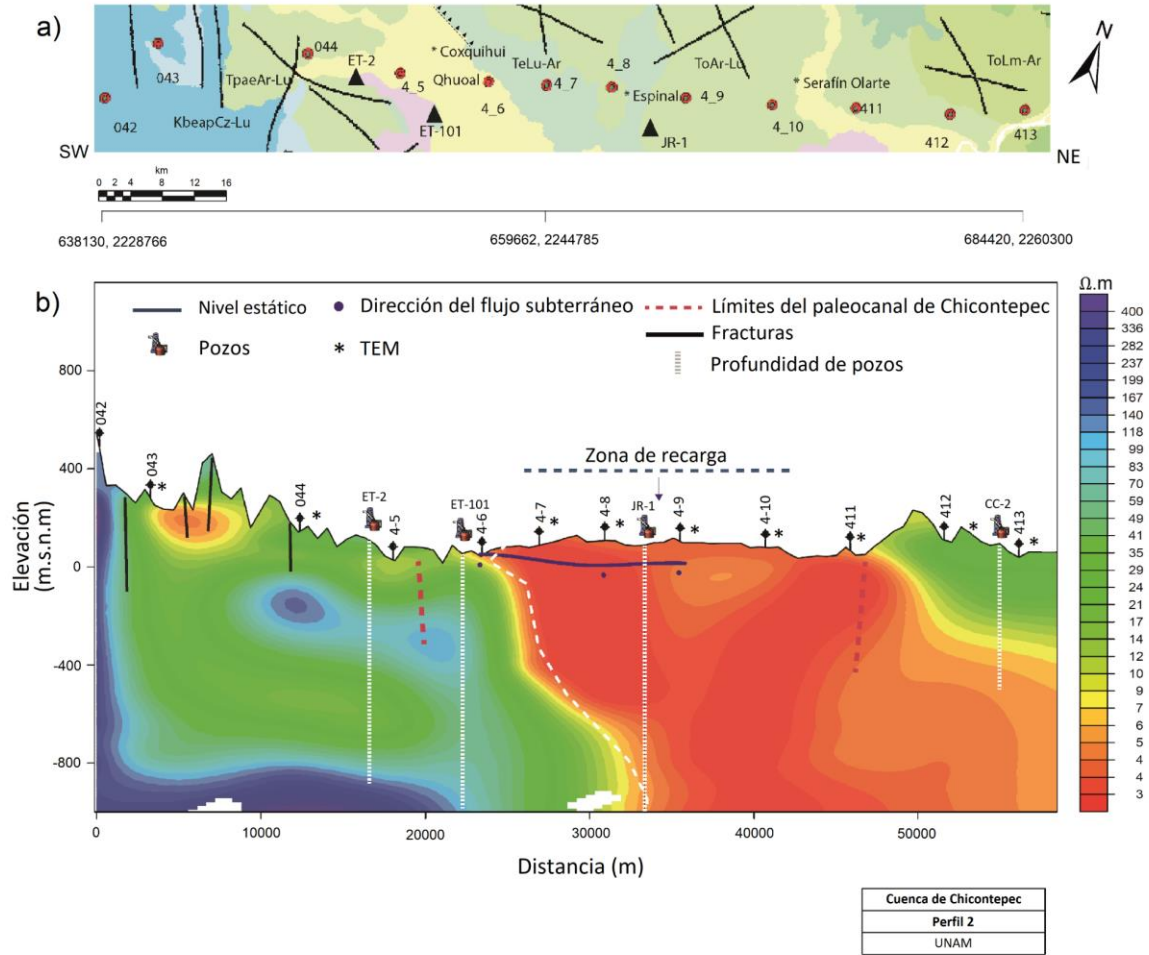 a)
N
043
044
ET-2
* Coxquihui
TeLu-Ar
4_8
ToAr-Lu
* Serafín Olarte
ToLm-Ar
TpaeAr-Lu
4_5
Qhuoal
4_6
4_7
* Espinal
4_9
042
KbeapCz-Lu
ET-101
JR-1
4_10
411
412
413
SW
NE
km
0 2 4 8 12 16
638130, 2228766
659662, 2244785
684420, 2260300
b)
Ω.m
Nivel estático
Dirección del flujo subterráneo
Límites del paleocanal de Chicontepec
Pozos
* TEM
Fracturas
Profundidad de pozos
400
336
282
237
199
167
140
118
99
83
70
59
49
41
35
29
24
21
17
14
12
10
9
7
6
5
4
4
3
Elevación
(m.s.n.m)
800
400
0
-400
-800
042
043
*
044
*
ET-2
4-5
ET-101
4-6
4-7
*
4-8
*
JR-1
4-9
*
4-10
*
411
*
412
*
CC-2
413
*
Zona de recarga
0
10000
20000
30000
40000
50000
Distancia (m)
Cuenca de Chicontepec
Perfil 2
UNAM